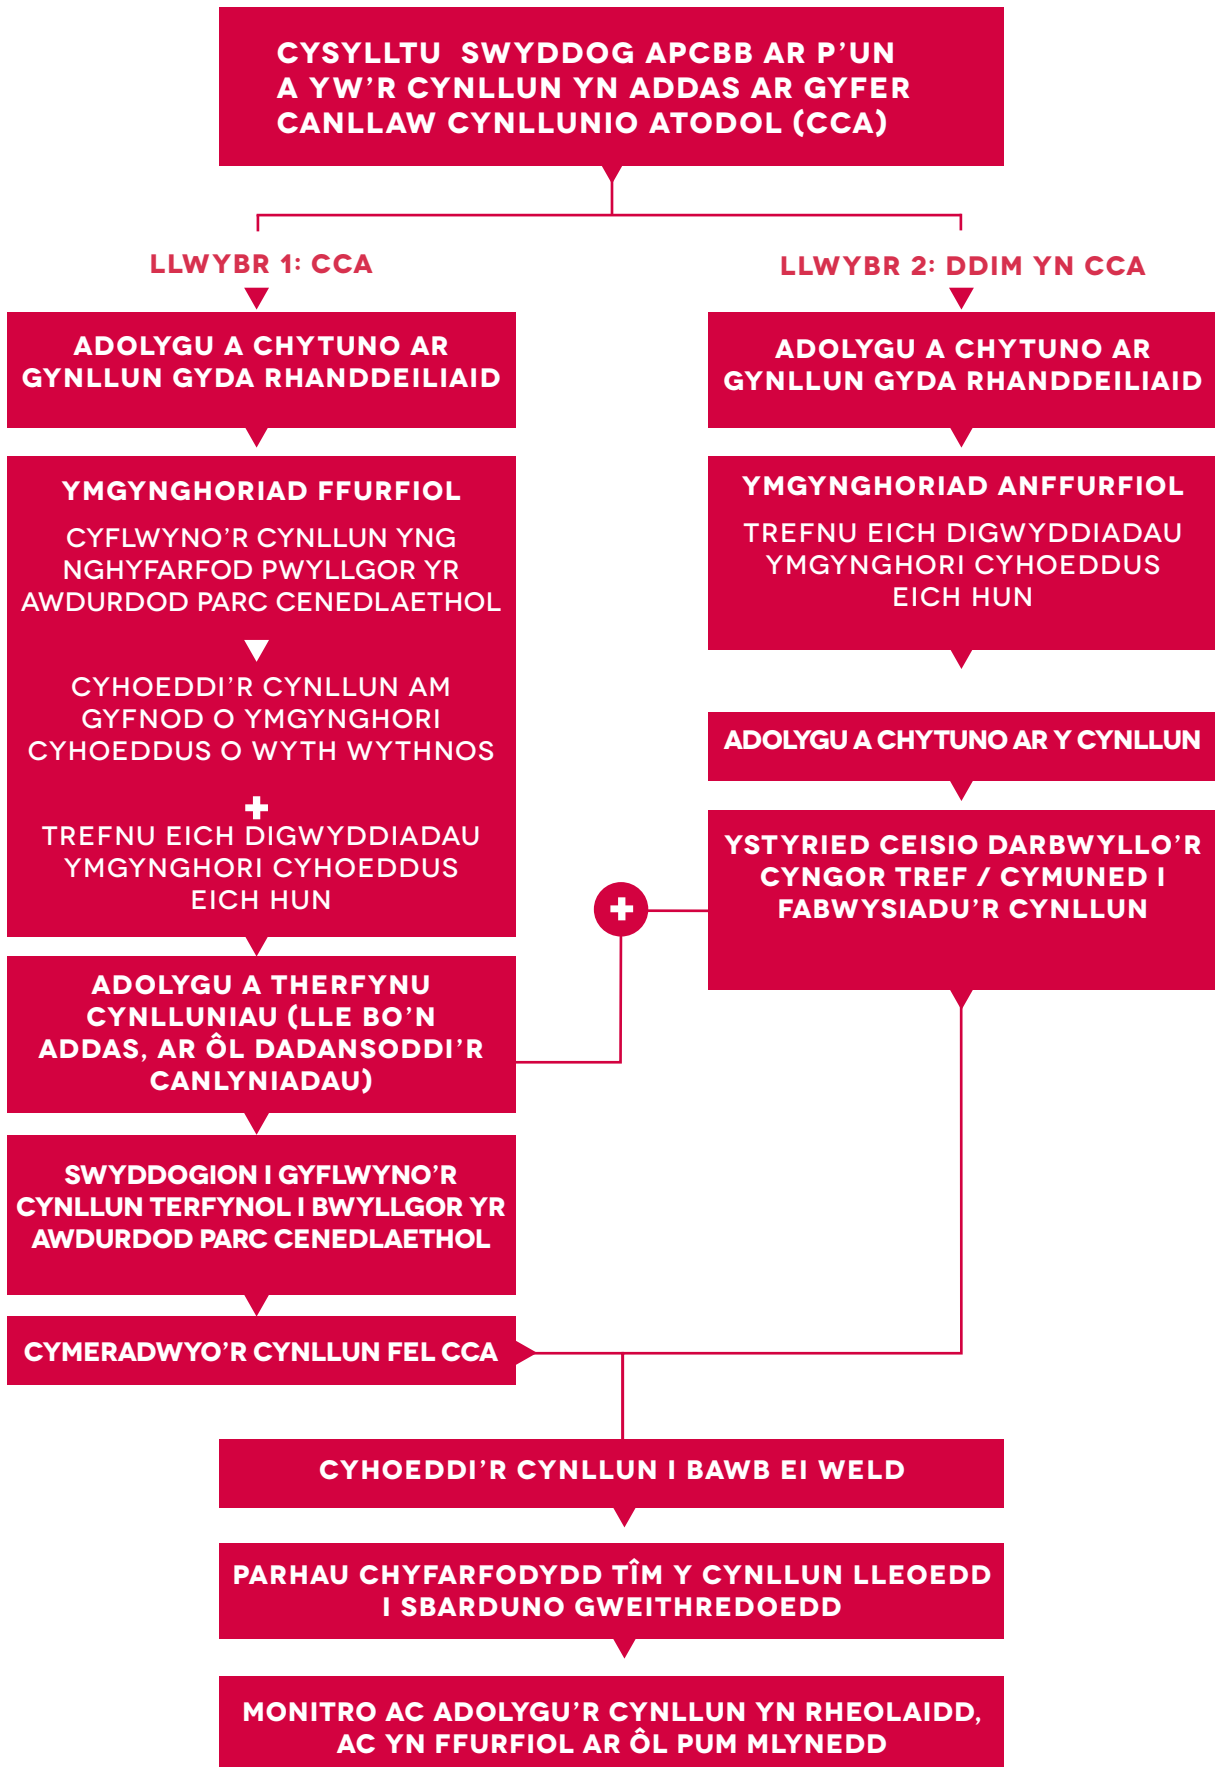 CYSYLLTU SWYDDOG APCBB AR P'UN
A YW'R CYNLLUN YN ADDAS AR GYFER
CANLLAW CYNLLUNIO ATODOL (CCA)
LLWYBR 1: CCA
ADOLYGU A CHYTUNO AR
GYNLLUN GYDA RHANDDEILIAID
YMGYNGHORIAD FFURFIOL
CYFLWYNO'R CYNLLUN YNG
NGHYFARFOD PWYLLGOR YR
AWDURDOD PARC CENEDLAETHOL
CYHOEDDI'R CYNLLUN AM
GYFNOD O YMGYNGHORI
CYHOEDDUS O WYTH WYTHNOS
+
TREFNU EICH DIGWYDDIADAU
YMGYNGHORI CYHOEDDUS
EICH HUN
ADOLYGU A THERFYNU
CYNLLUNIAU (LLE BO'N
ADDAS, AR ÔL DADANSODDI'R
CANLYNIADAU)
SWYDDOGION I GYFLWYNO'R
CYNLLUN TERFYNOL I BWYLLGOR YR
AWDURDOD PARC CENEDLAETHOL
CYMERADWYO'R CYNLLUN FEL CCA
LLWYBR 2: DDIM YN CCA
ADOLYGU A CHYTUNO AR
GYNLLUN GYDA RHANDDEILIAID
YMGYNGHORIAD ANFFURFIOL
TREFNU EICH DIGWYDDIADAU
YMGYNGHORI CYHOEDDUS
EICH HUN
ADOLYGU A CHYTUNO AR Y CYNLLUN
YSTYRIED CEISIO DARBWYLLO'R
CYNGOR TREF / CYMUNED I
FABWYSIADU'R CYNLLUN
+
CYHOEDDI'R CYNLLUN I BAWB EI WELD
PARHAU CHYFARFODYDD TÎM Y CYNLLUN LLEOEDD
I SBARDUNO GWEITHREDOEDD
MONITRO AC ADOLYGU'R CYNLLUN YN RHEOLAIDD,
AC YN FFURFIOL AR ÔL PUM MLYNEDD